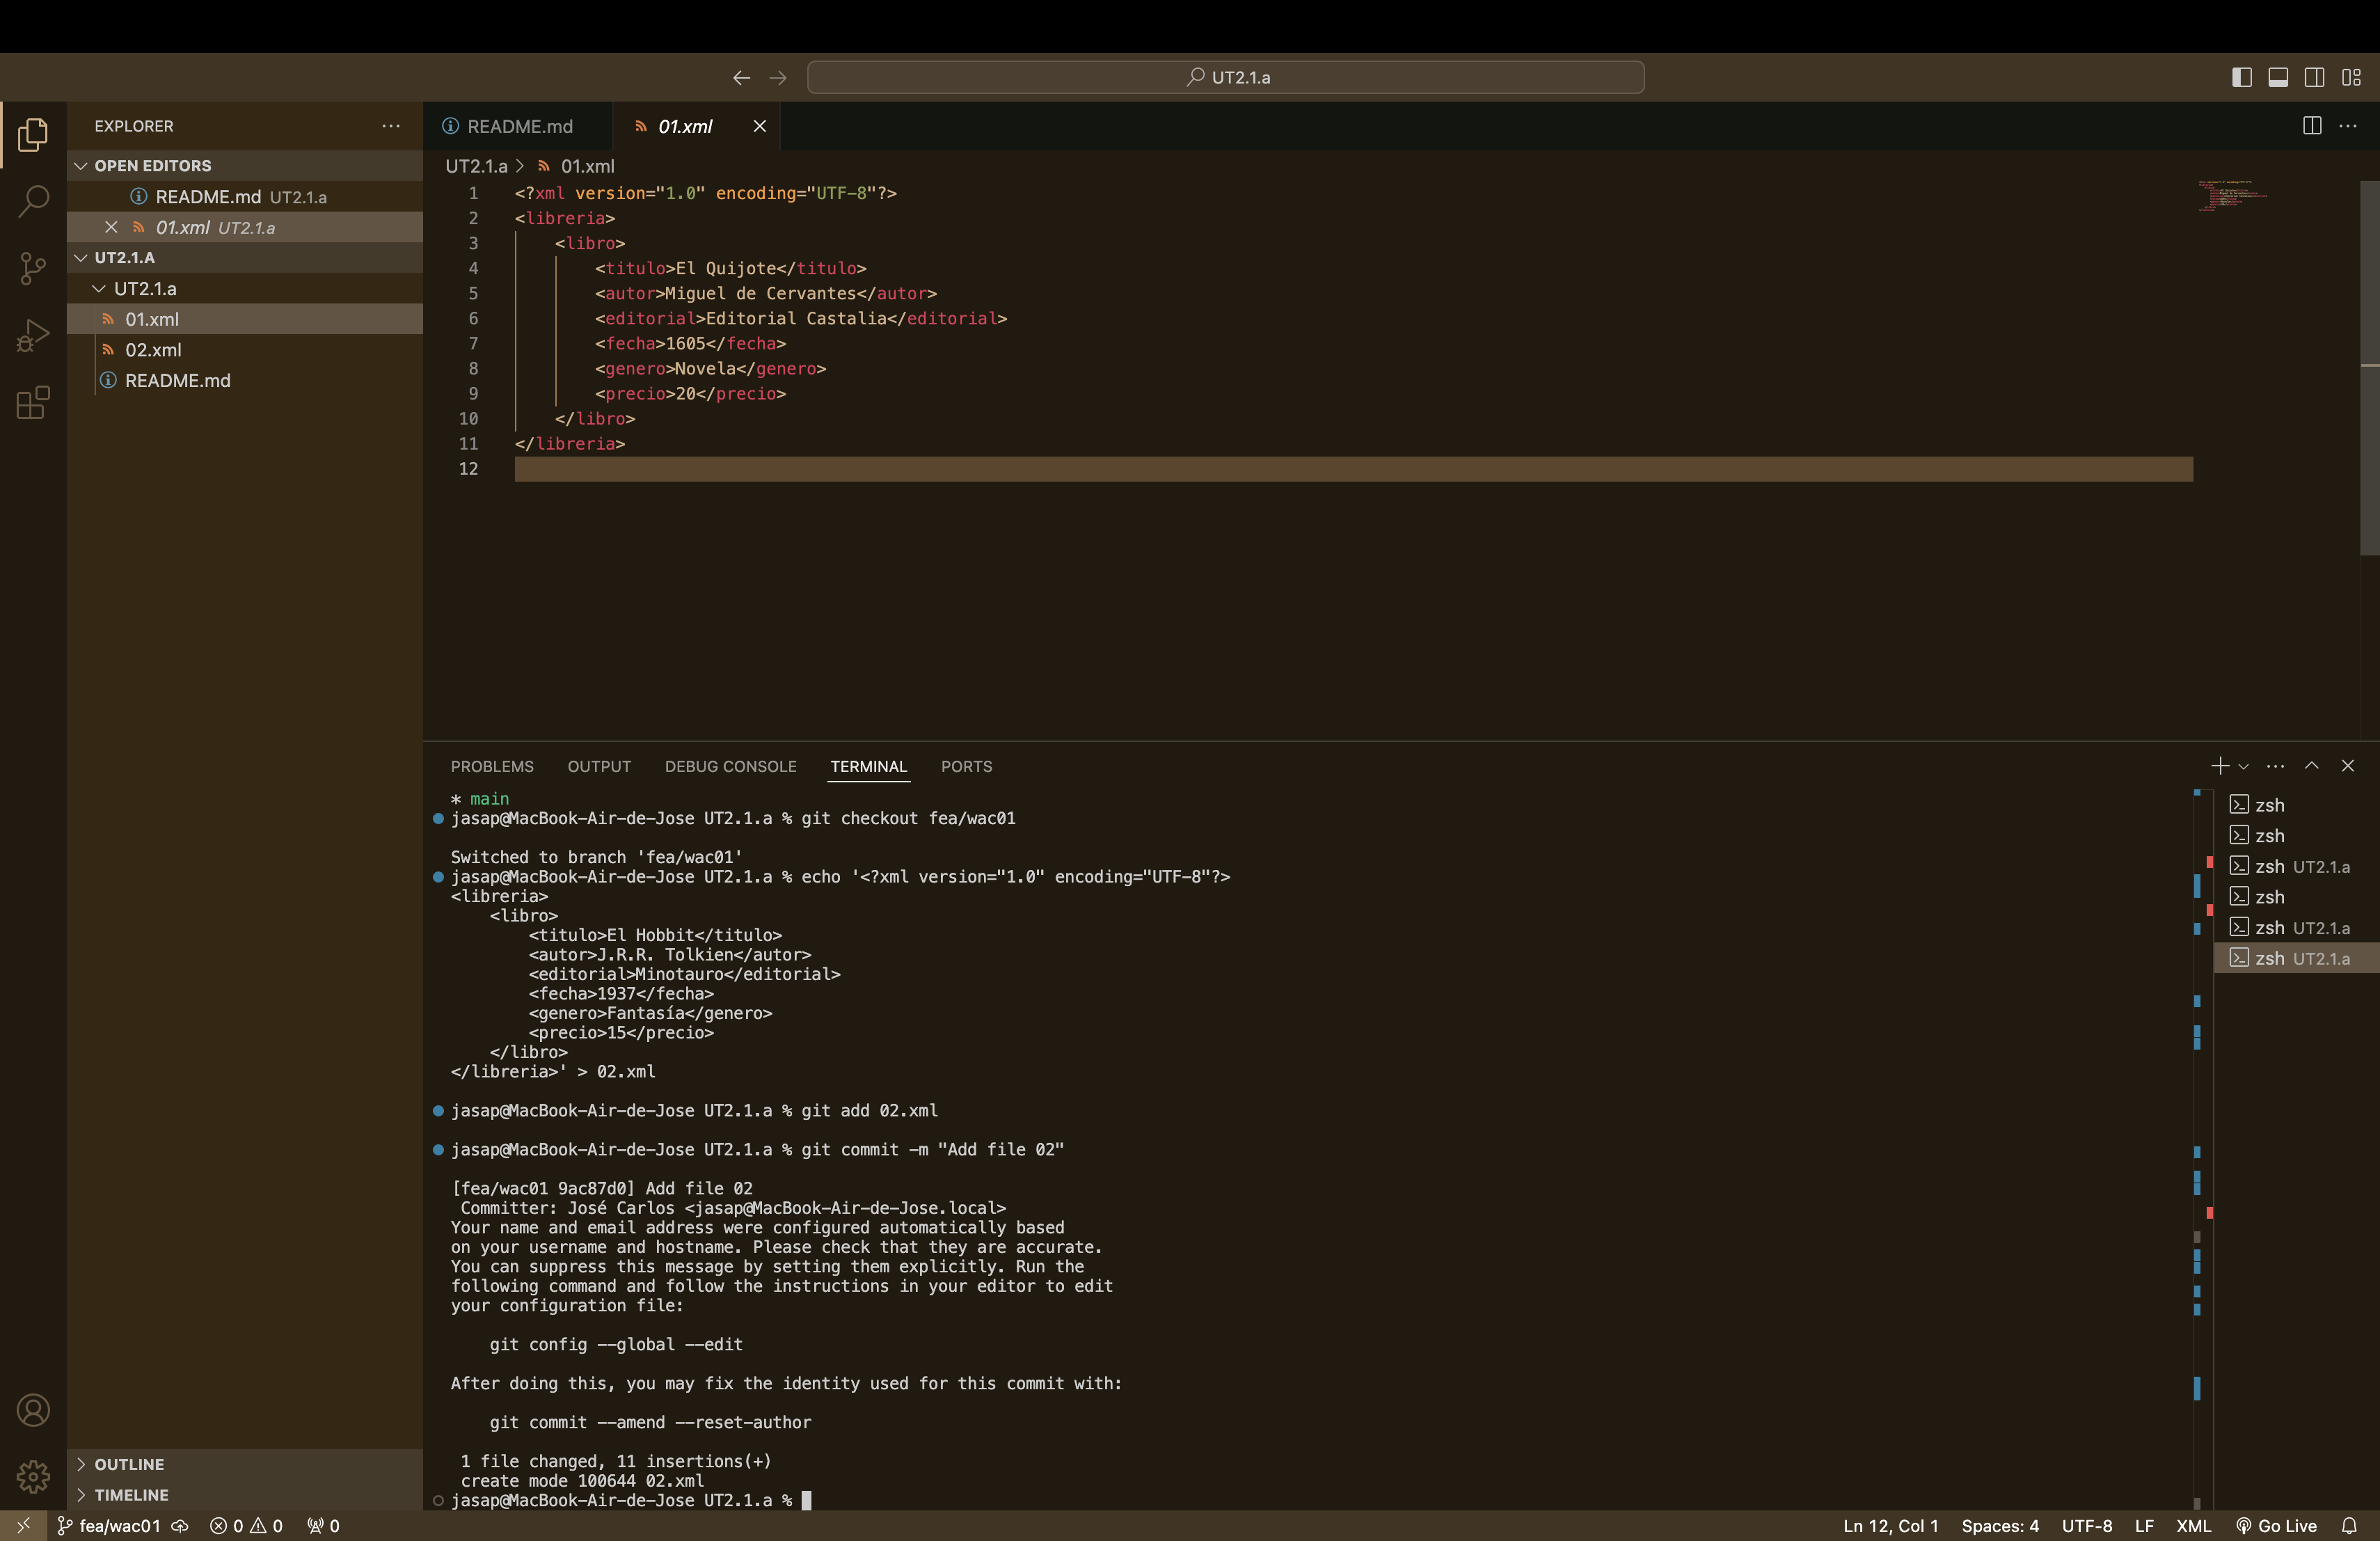 UT2.1.a
EXPLORER
OPEN EDITORS
README.md UT2.1.a
01.xml UT2.1.a
UT2.1.A
UT2.1.a
01.xml
02.xml
README.md
OUTLINE
TIMELINE
README.md
01.xml
UT2.1.a > 01.xml
1 <?xml version="1.0" encoding="UTF-8"?>
2 <libreria>
3 <libro>
4 <titulo>El Quijote</titulo>
5 <autor>Miguel de Cervantes</autor>
6 <editorial>Editorial Castalia</editorial>
7 <fecha>1605</fecha>
8 <genero>Novela</genero>
9 <precio>20</precio>
10 </libro>
11 </libreria>
12
PROBLEMS OUTPUT DEBUG CONSOLE TERMINAL PORTS
* main
jasap@MacBook-Air-de-Jose UT2.1.a % git checkout fea/wac01
Switched to branch 'fea/wac01'
jasap@MacBook-Air-de-Jose UT2.1.a % echo '<?xml version="1.0" encoding="UTF-8"?>
<libreria>
<libro>
<titulo>El Hobbit</titulo>
<autor>J.R.R. Tolkien</autor>
<editorial>Minotauro</editorial>
<fecha>1937</fecha>
<genero>Fantasía</genero>
<precio>15</precio>
</libro>
</libreria>' > 02.xml
jasap@MacBook-Air-de-Jose UT2.1.a % git add 02.xml
jasap@MacBook-Air-de-Jose UT2.1.a % git commit -m "Add file 02"
[fea/wac01 9ac87d0] Add file 02
Committer: José Carlos <jasap@MacBook-Air-de-Jose.local>
Your name and email address were configured automatically based
on your username and hostname. Please check that they are accurate.
You can suppress this message by setting them explicitly. Run the
following command and follow the instructions in your editor to edit
your configuration file:
git config --global --edit
After doing this, you may fix the identity used for this commit with:
git commit --amend --reset-author
1 file changed, 11 insertions(+)
create mode 100644 02.xml
jasap@MacBook-Air-de-Jose UT2.1.a %
zsh
zsh
zsh UT2.1.a
zsh
zsh UT2.1.a
zsh UT2.1.a
fea/wac01 0 0 0 Ln 12, Col 1 Spaces: 4 UTF-8 LF XML Go Live